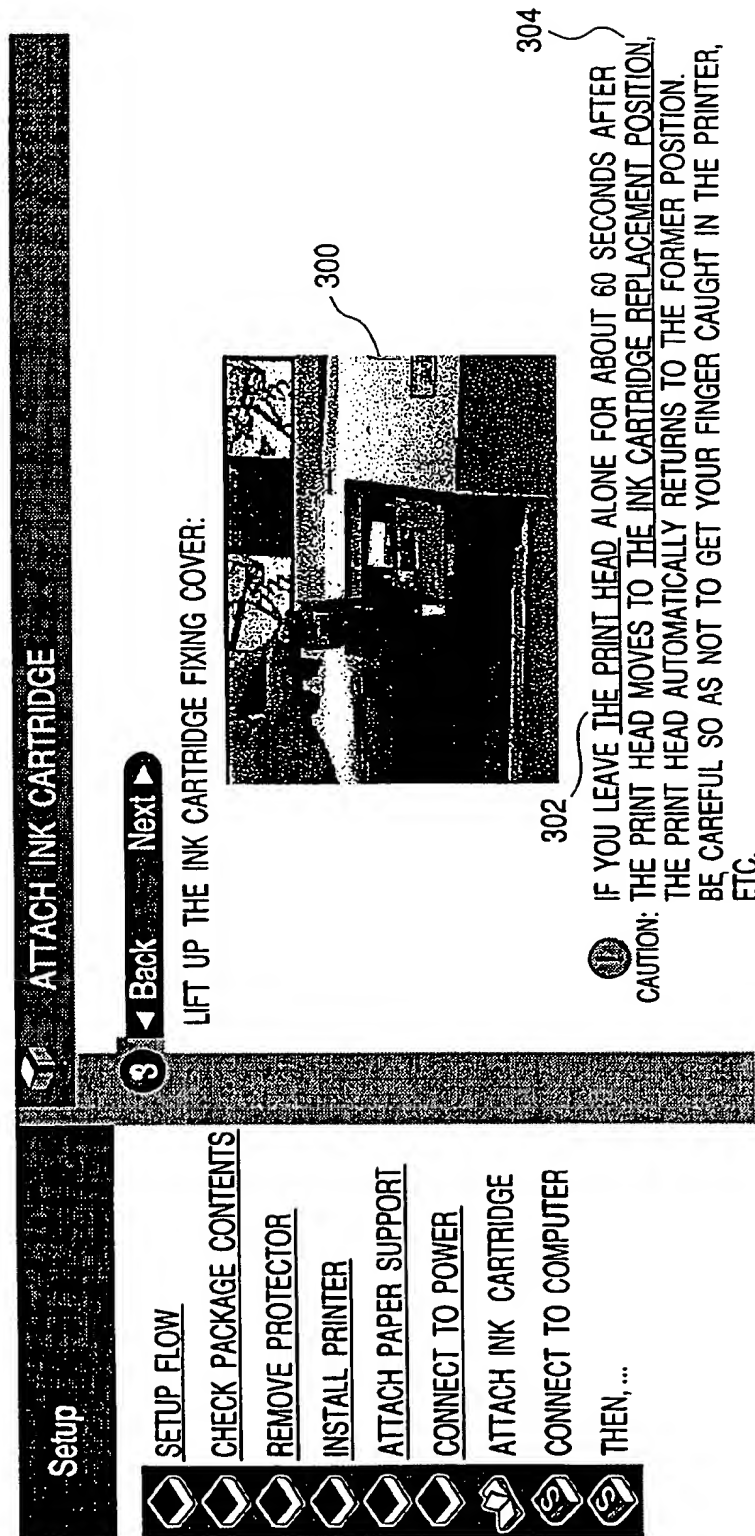 Setup
SETUP FLOW
CHECK PACKAGE CONTENTS
REMOVE PROTECTOR
INSTALL PRINTER
ATTACH PAPER SUPPORT
CONNECT TO POWER
ATTACH INK CARTRIDGE
CONNECT TO COMPUTER
THEN, ...
ATTACH INK CARTRIDGE
3 ◀ Back Next ▶
LIFT UP THE INK CARTRIDGE FIXING COVER:
300
302
304
IF YOU LEAVE THE PRINT HEAD ALONE FOR ABOUT 60 SECONDS AFTER
CAUTION: THE PRINT HEAD MOVES TO THE INK CARTRIDGE REPLACEMENT POSITION,
THE PRINT HEAD AUTOMATICALLY RETURNS TO THE FORMER POSITION.
BE CAREFUL SO AS NOT TO GET YOUR FINGER CAUGHT IN THE PRINTER,
ETC.